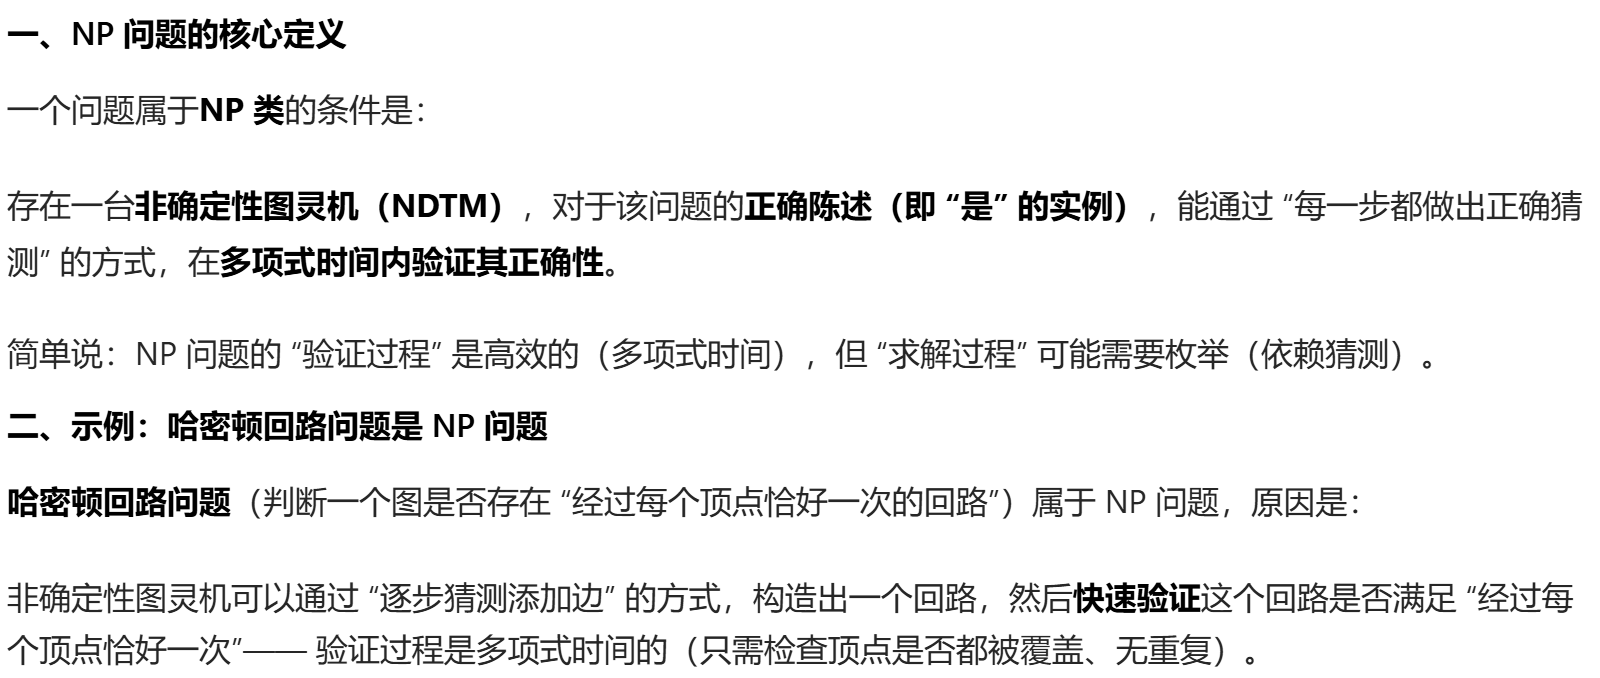 一、NP 问题的核心定义
一个问题属于NP 类的条件是：
存在一台非确定性图灵机（NDTM），对于该问题的正确陈述（即 “是” 的实例），能通过 “每一步都做出正确猜
测” 的方式，在多项式时间内验证其正确性。
简单说：NP 问题的 “验证过程” 是高效的（多项式时间），但 “求解过程” 可能需要枚举（依赖猜测）。
二、示例：哈密顿回路问题是 NP 问题
哈密顿回路问题（判断一个图是否存在 “经过每个顶点恰好一次的回路”）属于 NP 问题，原因是：
非确定性图灵机可以通过 “逐步猜测添加边” 的方式，构造出一个回路，然后快速验证这个回路是否满足 “经过每
个顶点恰好一次”—— 验证过程是多项式时间的（只需检查顶点是否都被覆盖、无重复）。